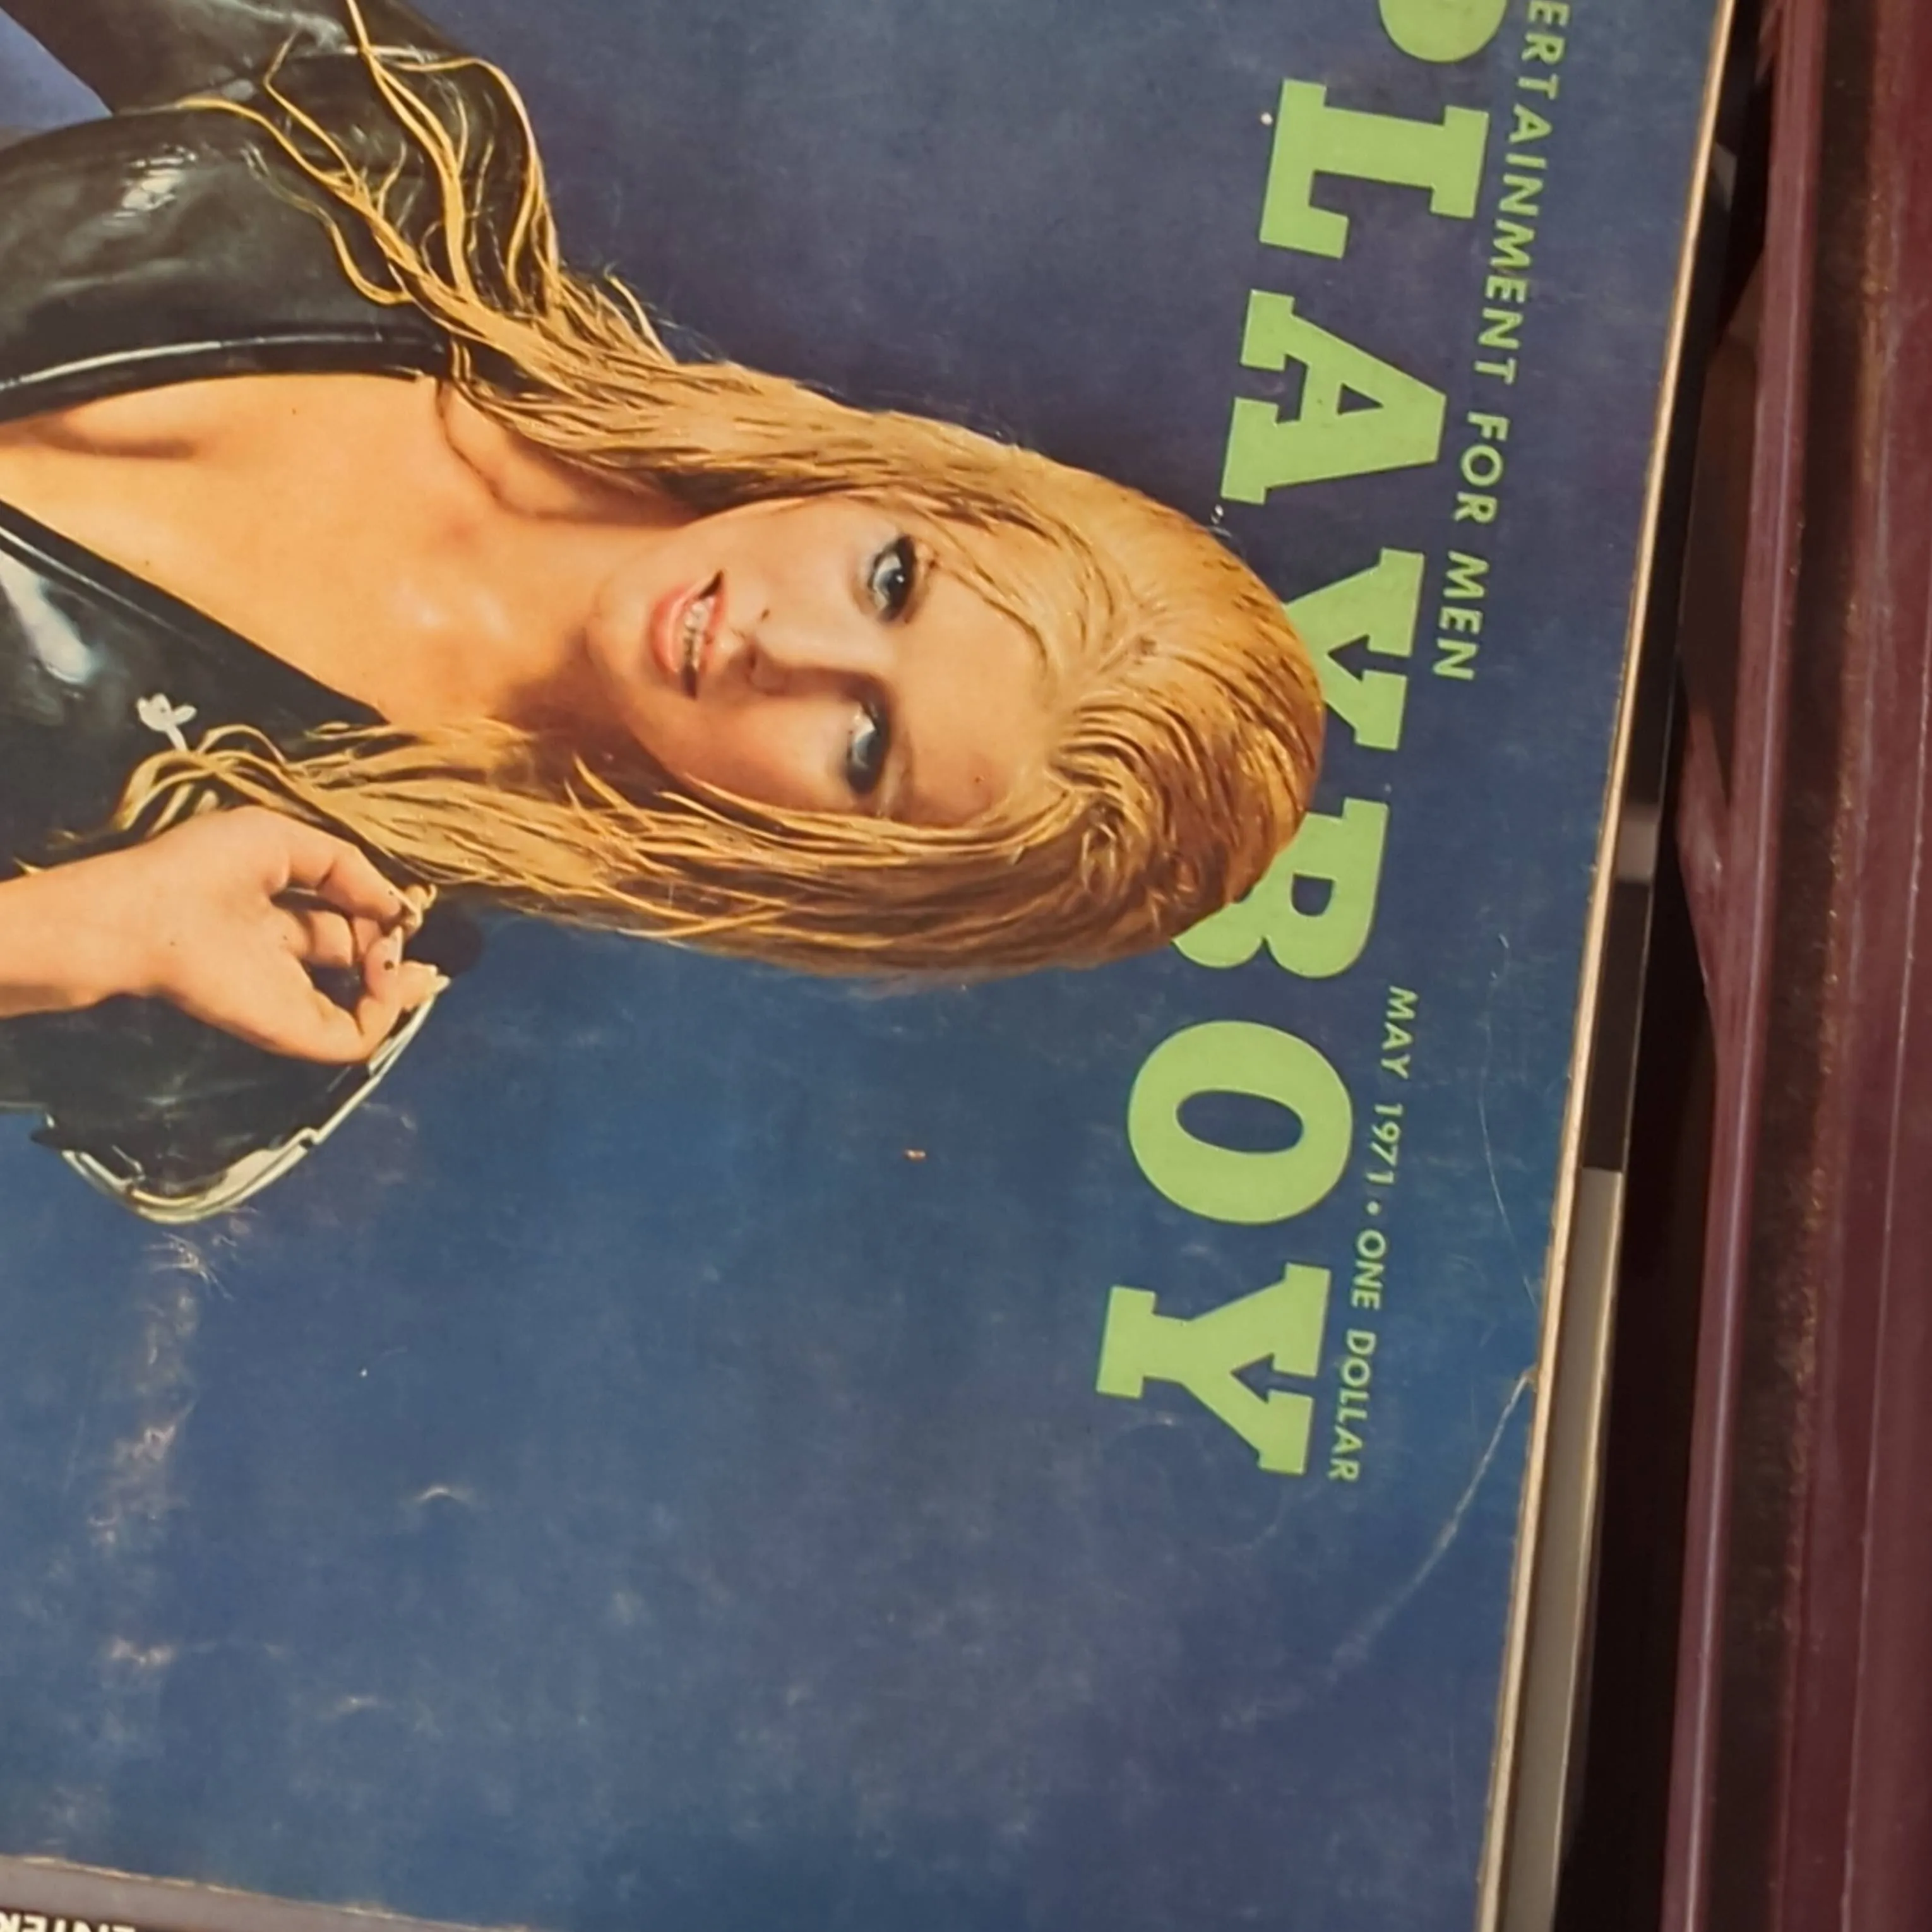 ERTAINMENT FOR MEN
MAY 1971 • ONE DOLLAR
PLAYBOY